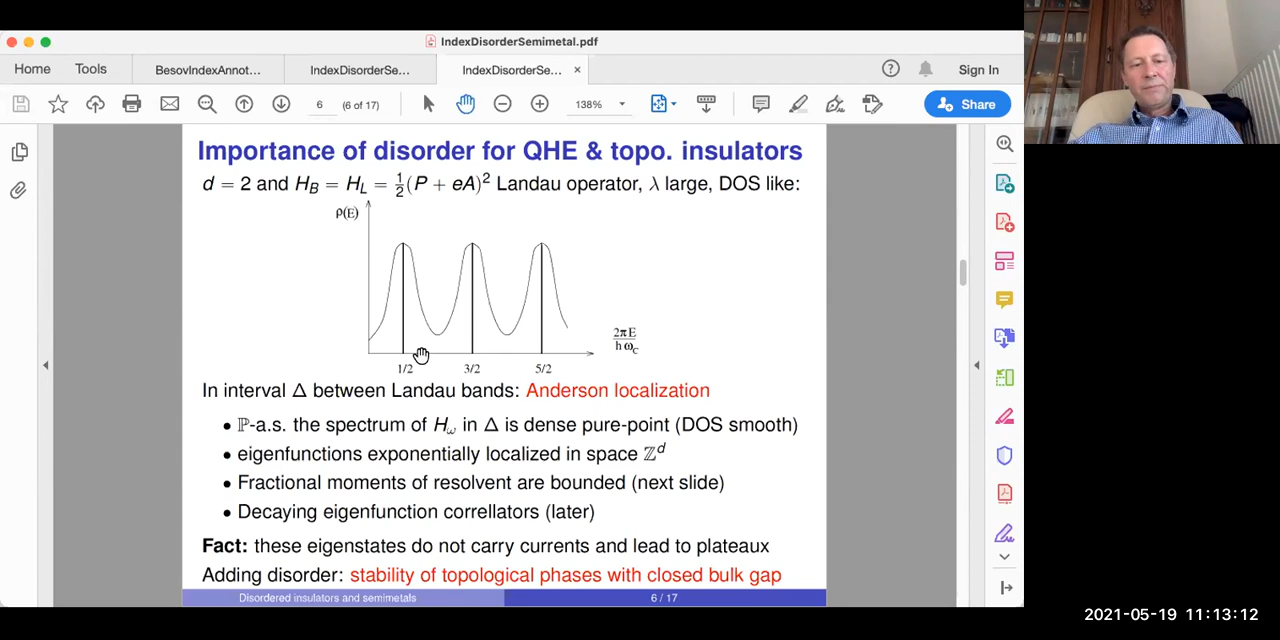 IndexDisorderSemimetal.pdf
Home
Tools
BesovIndexAnnot...
IndexDisorderSe...
IndexDisorderSe...
Sign In
6
(6 of 17)
138%
Share
Importance of disorder for QHE & topo. insulators
d = 2 and H_B = H_L = 1/2 (P + eA)² Landau operator, λ large, DOS like:
ρ(E)
2πE
h ω_c
1/2
3/2
5/2
In interval Δ between Landau bands: Anderson localization
• ℙ-a.s. the spectrum of H_ω in Δ is dense pure-point (DOS smooth)
• eigenfunctions exponentially localized in space ℤ^d
• Fractional moments of resolvent are bounded (next slide)
• Decaying eigenfunction correllators (later)
Fact: these eigenstates do not carry currents and lead to plateaux
Adding disorder: stability of topological phases with closed bulk gap
Disordered insulators and semimetals
6 / 17
2021-05-19 11:13:12